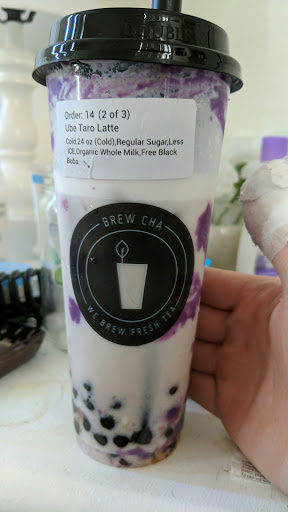 Order: 14 (2 of 3)
Ube Taro Latte
Cold,24 oz (Cold),Regular Sugar,Less
ICE,Organic Whole Milk,Free Black
Boba
BREW CHA
F
WE BREW FRESH TEA